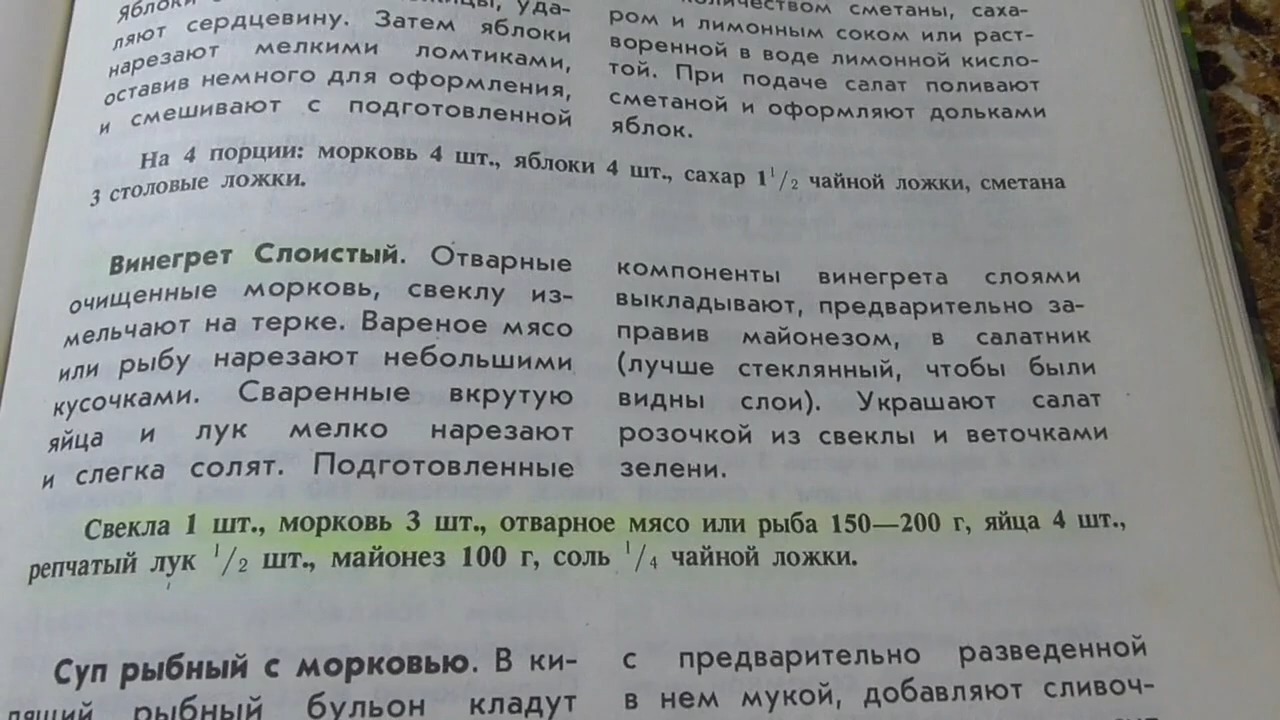 яблоки уда-
ляют сердцевину. Затем яблоки
нарезают мелкими ломтиками,
оставив немного для оформления,
и смешивают с подготовленной
сметаны, саха-
ром и лимонным соком или раст-
воренной в воде лимонной кисло-
той. При подаче салат поливают
сметаной и оформляют дольками
яблок.
На 4 порции: морковь 4 шт., яблоки 4 шт., сахар 1 1/2 чайной ложки, сметана
3 столовые ложки.
Винегрет Слоистый. Отварные
очищенные морковь, свеклу из-
мельчают на терке. Вареное мясо
или рыбу нарезают небольшими
кусочками. Сваренные вкрутую
яйца и лук мелко нарезают
и слегка солят. Подготовленные
компоненты винегрета слоями
выкладывают, предварительно за-
правив майонезом, в салатник
(лучше стеклянный, чтобы были
видны слои). Украшают салат
розочкой из свеклы и веточками
зелени.
Свекла 1 шт., морковь 3 шт., отварное мясо или рыба 150—200 г, яйца 4 шт.,
репчатый лук 1/2 шт., майонез 100 г, соль 1/4 чайной ложки.
Суп рыбный с морковью. В ки-
рыбный бульон кладут
с предварительно разведенной
в нем мукой, добавляют сливоч-